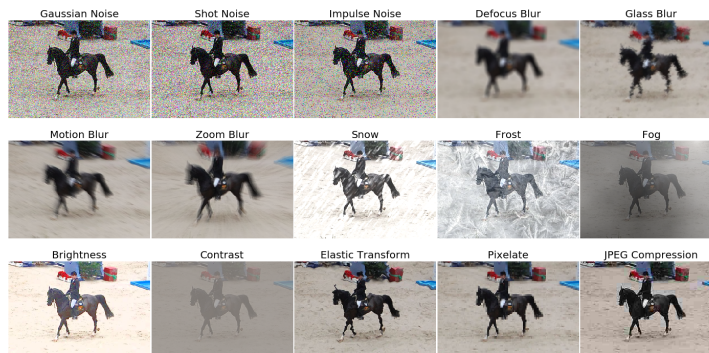 Gaussian Noise
Shot Noise
Impulse Noise
Defocus Blur
Glass Blur
Motion Blur
Zoom Blur
Snow
Frost
Fog
Brightness
Contrast
Elastic Transform
Pixelate
JPEG Compression